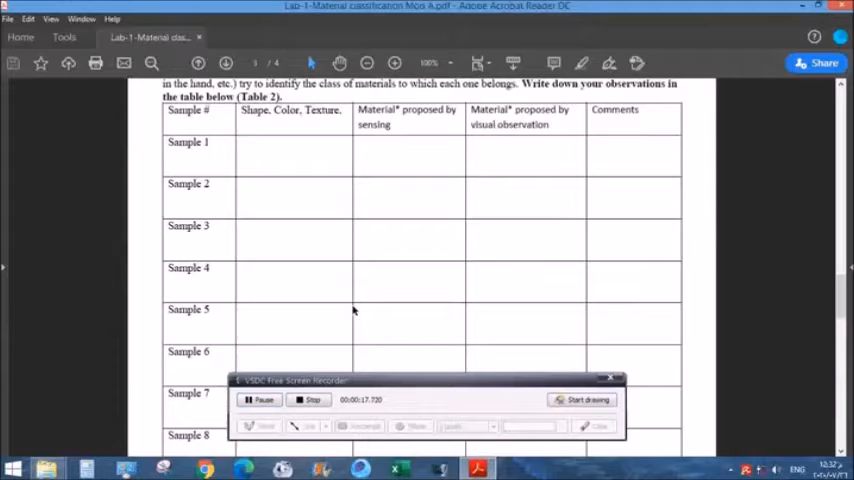 Lab-1-Material classification Mod A.pdf - Adobe Acrobat Reader DC
File Edit View Window Help
Home Tools Lab-1-Material clas... ×
/ 4 100% Share
in the hand, etc.) try to identify the class of materials to which each one belongs. Write down your observations in
the table below (Table 2).
Sample # Shape, Color, Texture, Material* proposed by sensing Material* proposed by visual observation Comments
Sample 1
Sample 2
Sample 3
Sample 4
Sample 5
Sample 6
Sample 7
Sample 8
VSDC Free Screen Recorder
Pause Stop 00:00:17.720 Start drawing
ENG